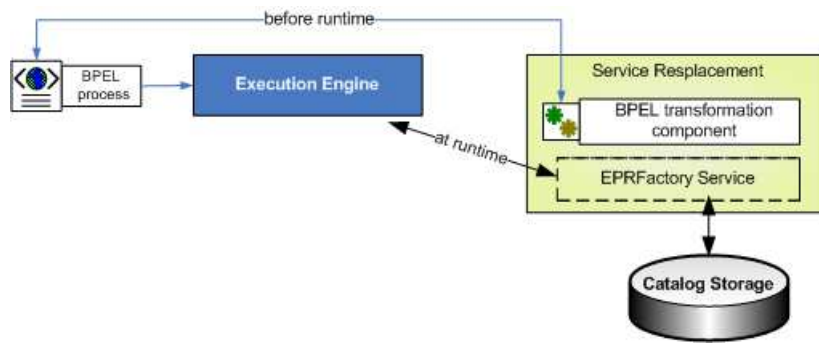 before runtime
BPEL
process
Execution Engine
Service Resplacement
BPEL transformation
component
at runtime
EPRFactory Service
Catalog Storage